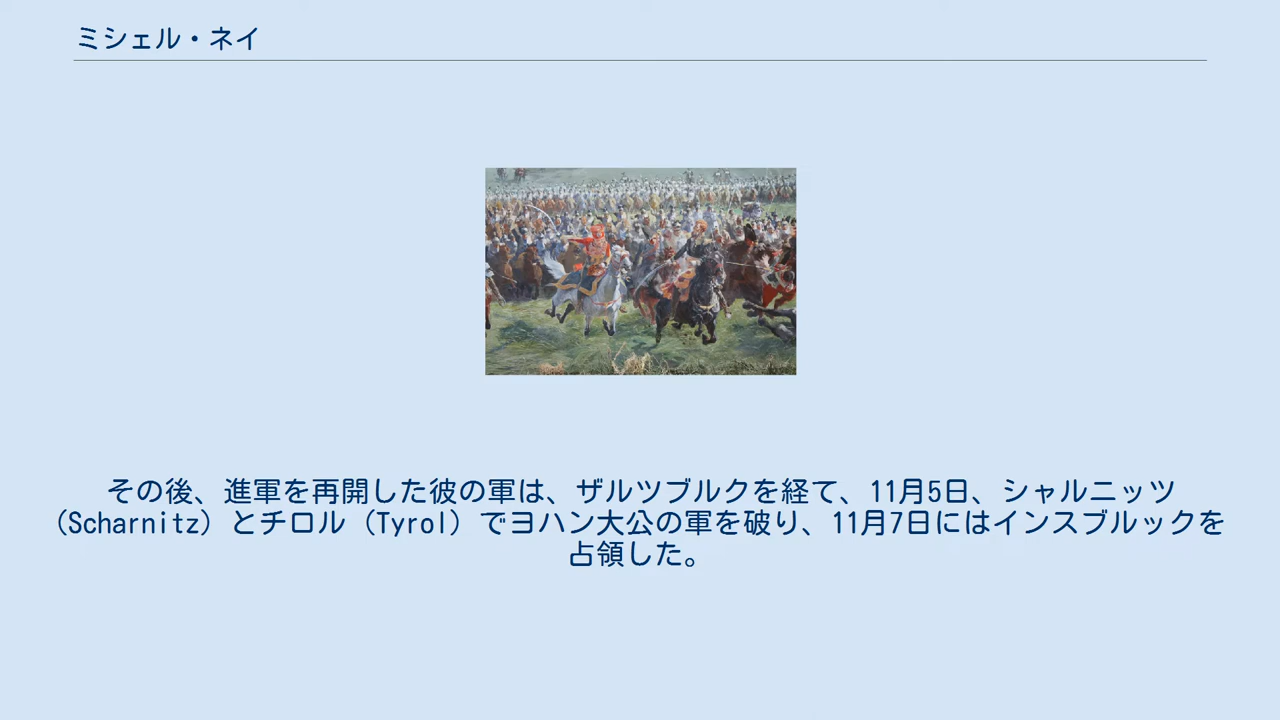 ミシェル・ネイ
その後、進軍を再開した彼の軍は、ザルツブルクを経て、11月5日、シャルニッツ
（Scharnitz）とチロル（Tyrol）でヨハン大公の軍を破り、11月7日にはインスブルックを
占領した。